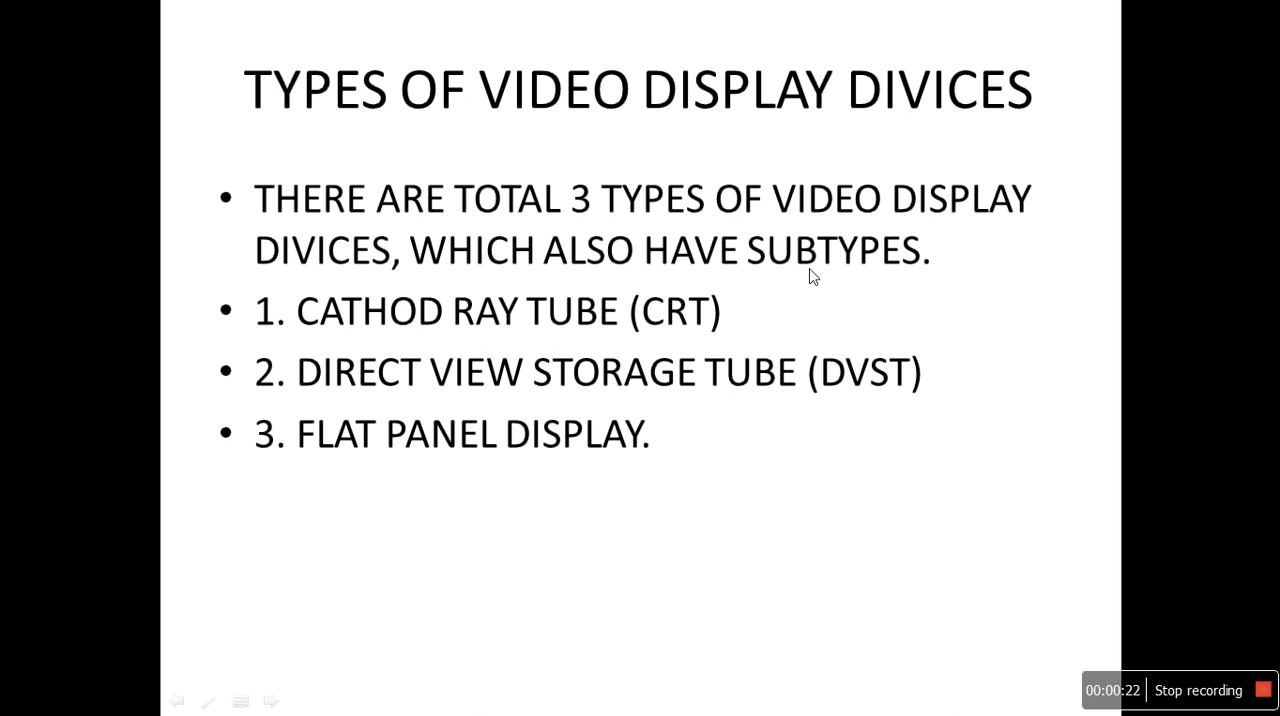 TYPES OF VIDEO DISPLAY DIVICES
• THERE ARE TOTAL 3 TYPES OF VIDEO DISPLAY
DIVICES, WHICH ALSO HAVE SUBTYPES.
• 1. CATHOD RAY TUBE (CRT)
• 2. DIRECT VIEW STORAGE TUBE (DVST)
• 3. FLAT PANEL DISPLAY.
00:00:22 Stop recording